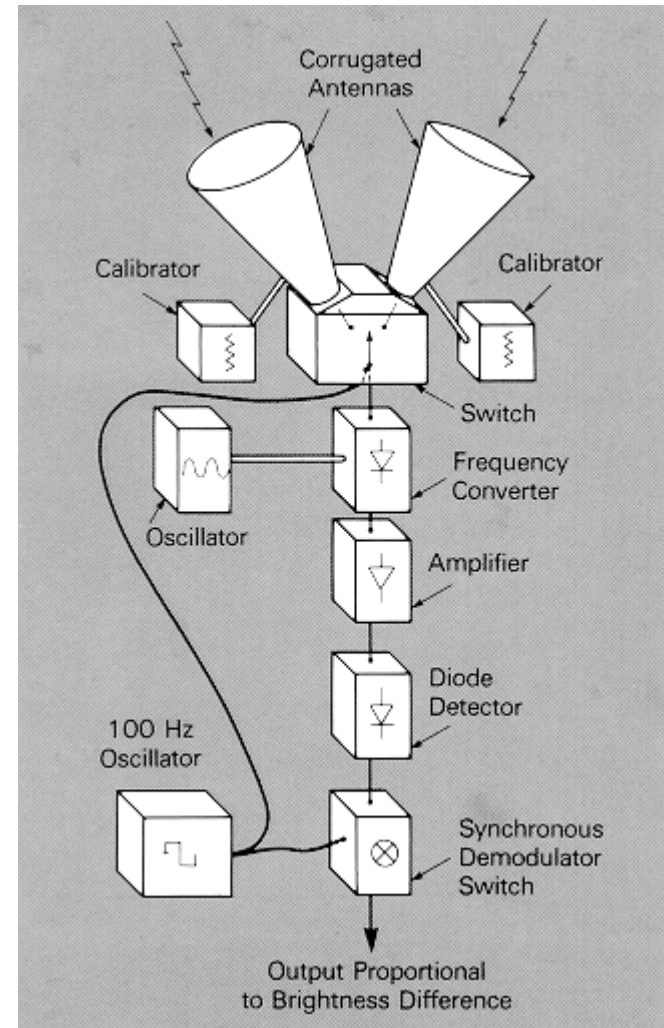 Corrugated
Antennas
Calibrator
Calibrator
Switch
Frequency
Converter
Oscillator
Amplifier
Diode
Detector
100 Hz
Oscillator
Synchronous
Demodulator
Switch
Output Proportional
to Brightness Difference